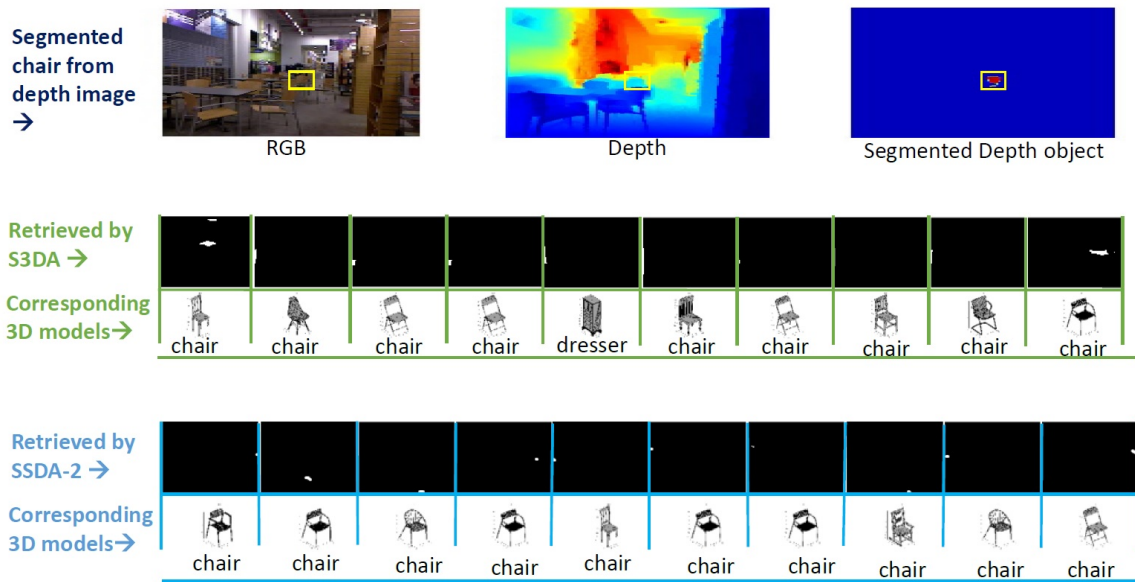 Segmented
chair from
depth image
→
RGB
Depth
Segmented Depth object
Retrieved by
S3DA →
Corresponding
3D models→
chair
chair
chair
chair
dresser
chair
chair
chair
chair
chair
Retrieved by
SSDA-2 →
Corresponding
3D models→
chair
chair
chair
chair
chair
chair
chair
chair
chair
chair